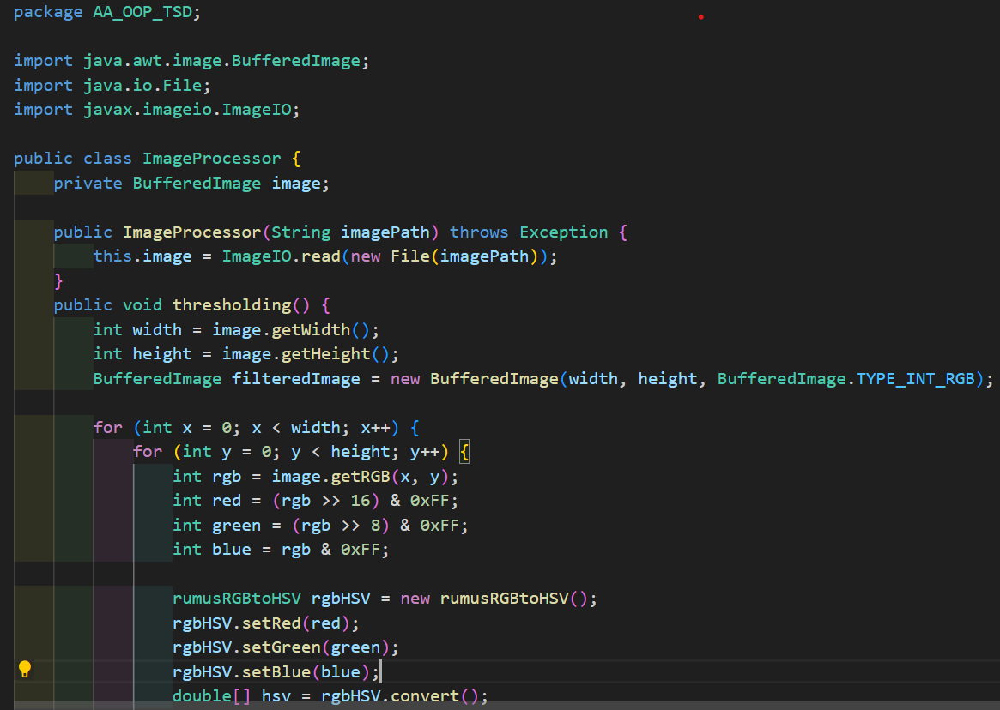 package AA_OOP_TSD;
import java.awt.image.BufferedImage;
import java.io.File;
import javax.imageio.ImageIO;
public class ImageProcessor {
private BufferedImage image;
public ImageProcessor(String imagePath) throws Exception {
this.image = ImageIO.read(new File(imagePath));
}
public void thresholding() {
int width = image.getWidth();
int height = image.getHeight();
BufferedImage filteredImage = new BufferedImage(width, height, BufferedImage.TYPE_INT_RGB);
for (int x = 0; x < width; x++) {
for (int y = 0; y < height; y++) {
int rgb = image.getRGB(x, y);
int red = (rgb >> 16) & 0xFF;
int green = (rgb >> 8) & 0xFF;
int blue = rgb & 0xFF;
rumusRGBtoHSV rgbHSV = new rumusRGBtoHSV();
rgbHSV.setRed(red);
rgbHSV.setGreen(green);
rgbHSV.setBlue(blue);
double[] hsv = rgbHSV.convert();